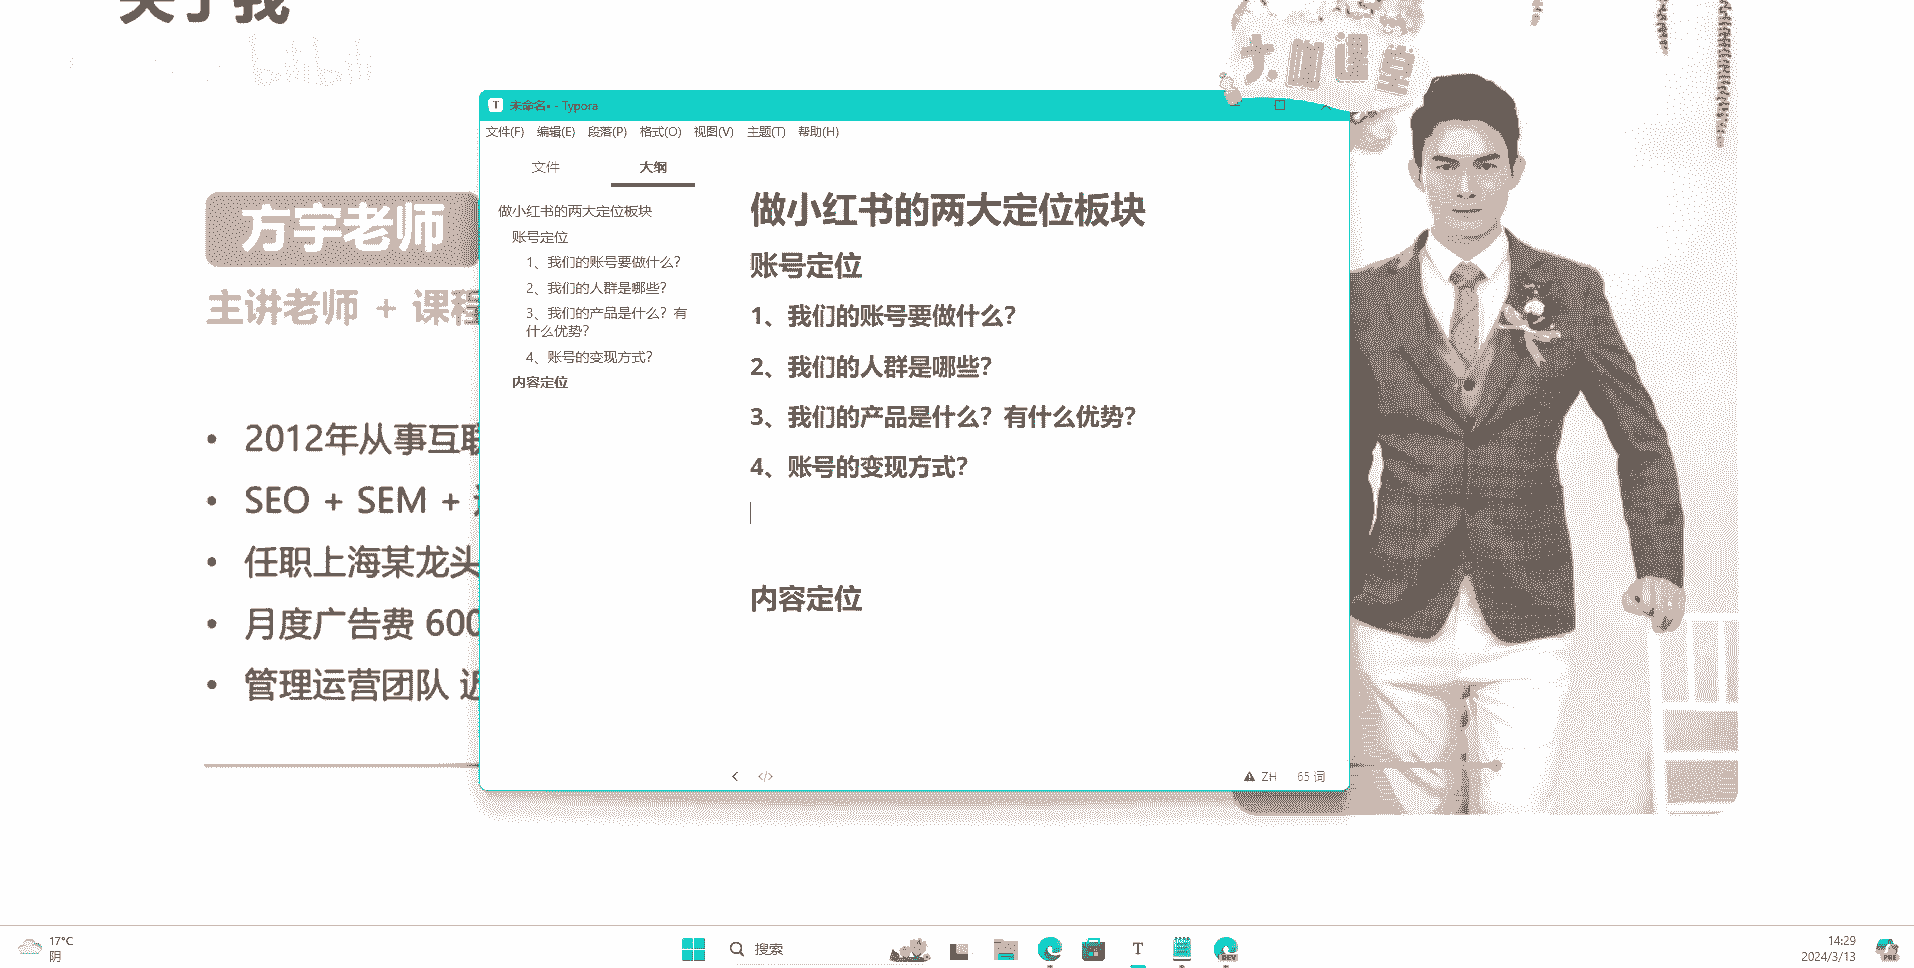 关于我
bilibili
大咖课堂
方宇老师
主讲老师 + 课程
2012年从事互联
SEO + SEM +
任职上海某龙头
月度广告费 600
管理运营团队 近
未命名• - Typora
文件(F) 编辑(E) 段落(P) 格式(O) 视图(V) 主题(T) 帮助(H)
文件 大纲
做小红书的两大定位板块
账号定位
1、我们的账号要做什么?
2、我们的人群是哪些?
3、我们的产品是什么? 有
什么优势?
4、账号的变现方式?
内容定位
做小红书的两大定位板块
账号定位
1、我们的账号要做什么?
2、我们的人群是哪些?
3、我们的产品是什么? 有什么优势?
4、账号的变现方式?
内容定位
</> ZH 65 词
17°C
阴
搜索
DEV
14:29
2024/3/13
PRE